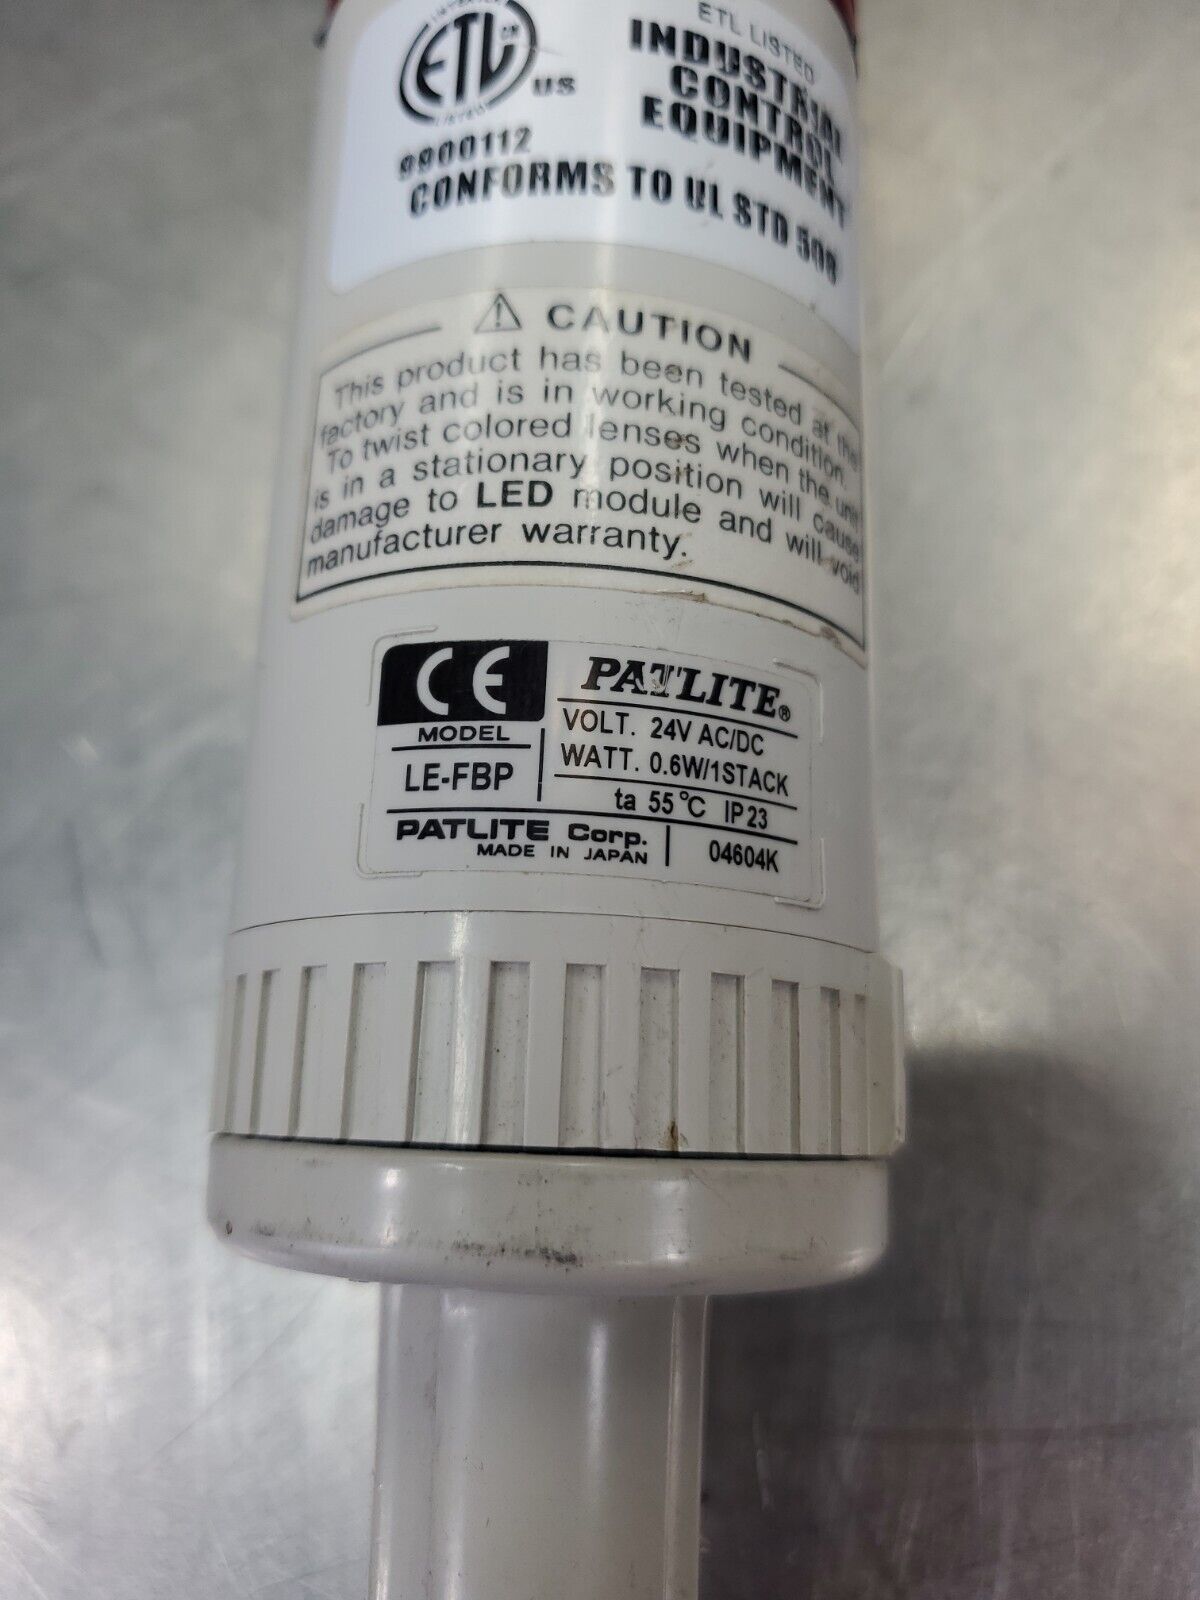 ETL
CM
US
LISTED
9900112
CONFORMS TO UL STD 508
ETL LISTED
INDUSTRIAL
CONTROL
EQUIPMENT
CAUTION
This product has been tested at the
factory and is in working condition.
To twist colored lenses when the unit
is in a stationary position will cause
damage to LED module and will void
manufacturer warranty.
CE
MODEL
LE-FBP
PATLITE®
VOLT. 24V AC/DC
WATT. 0.6W/1STACK
ta 55°C IP23
PATLITE Corp.
MADE IN JAPAN
04604K